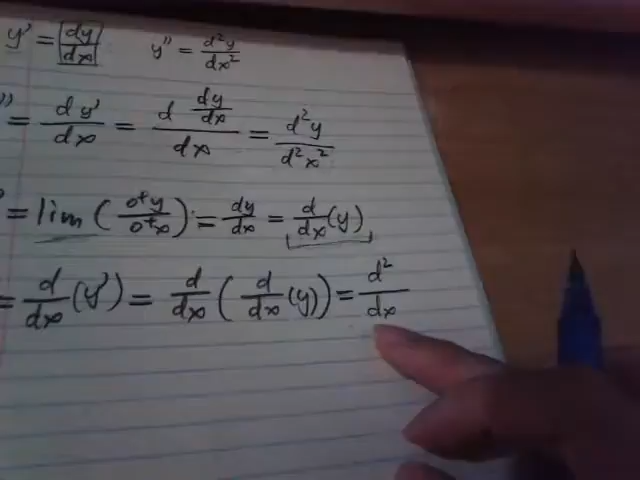 y' = dy/dx y'' = d²y/dx²
'' = dy'/dx = d dy/dx / dx = d²y/d²x²
' = lim (o⁺y/o⁺x) := dy/dx = d/dx (y)
= d/dx (y') = d/dx (d/dx (y)) = d²/dx